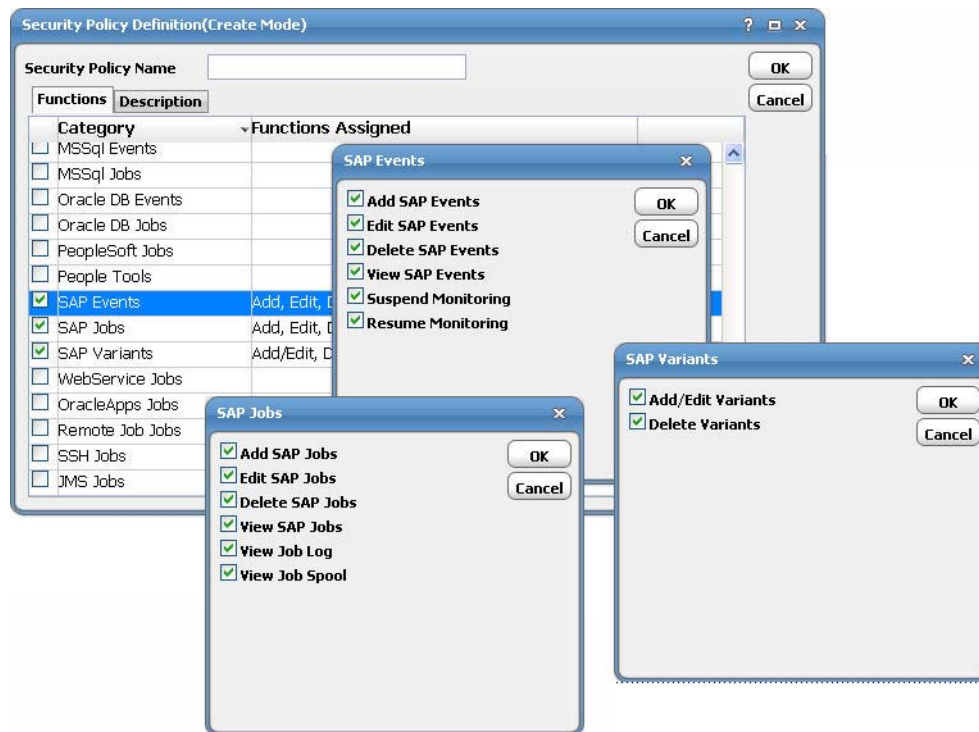 Security Policy Definition(Create Mode)
Security Policy Name
OK
Cancel
Functions
Description
Category
Functions Assigned
MSSql Events
MSSql Jobs
Oracle DB Events
Oracle DB Jobs
PeopleSoft Jobs
People Tools
SAP Events
Add, Edit, D
SAP Jobs
Add, Edit, D
SAP Variants
Add/Edit, D
WebService Jobs
OracleApps Jobs
Remote Job Jobs
SSH Jobs
JMS Jobs
SAP Events
Add SAP Events
Edit SAP Events
Delete SAP Events
View SAP Events
Suspend Monitoring
Resume Monitoring
OK
Cancel
SAP Jobs
Add SAP Jobs
Edit SAP Jobs
Delete SAP Jobs
View SAP Jobs
View Job Log
View Job Spool
OK
Cancel
SAP Variants
Add/Edit Variants
Delete Variants
OK
Cancel